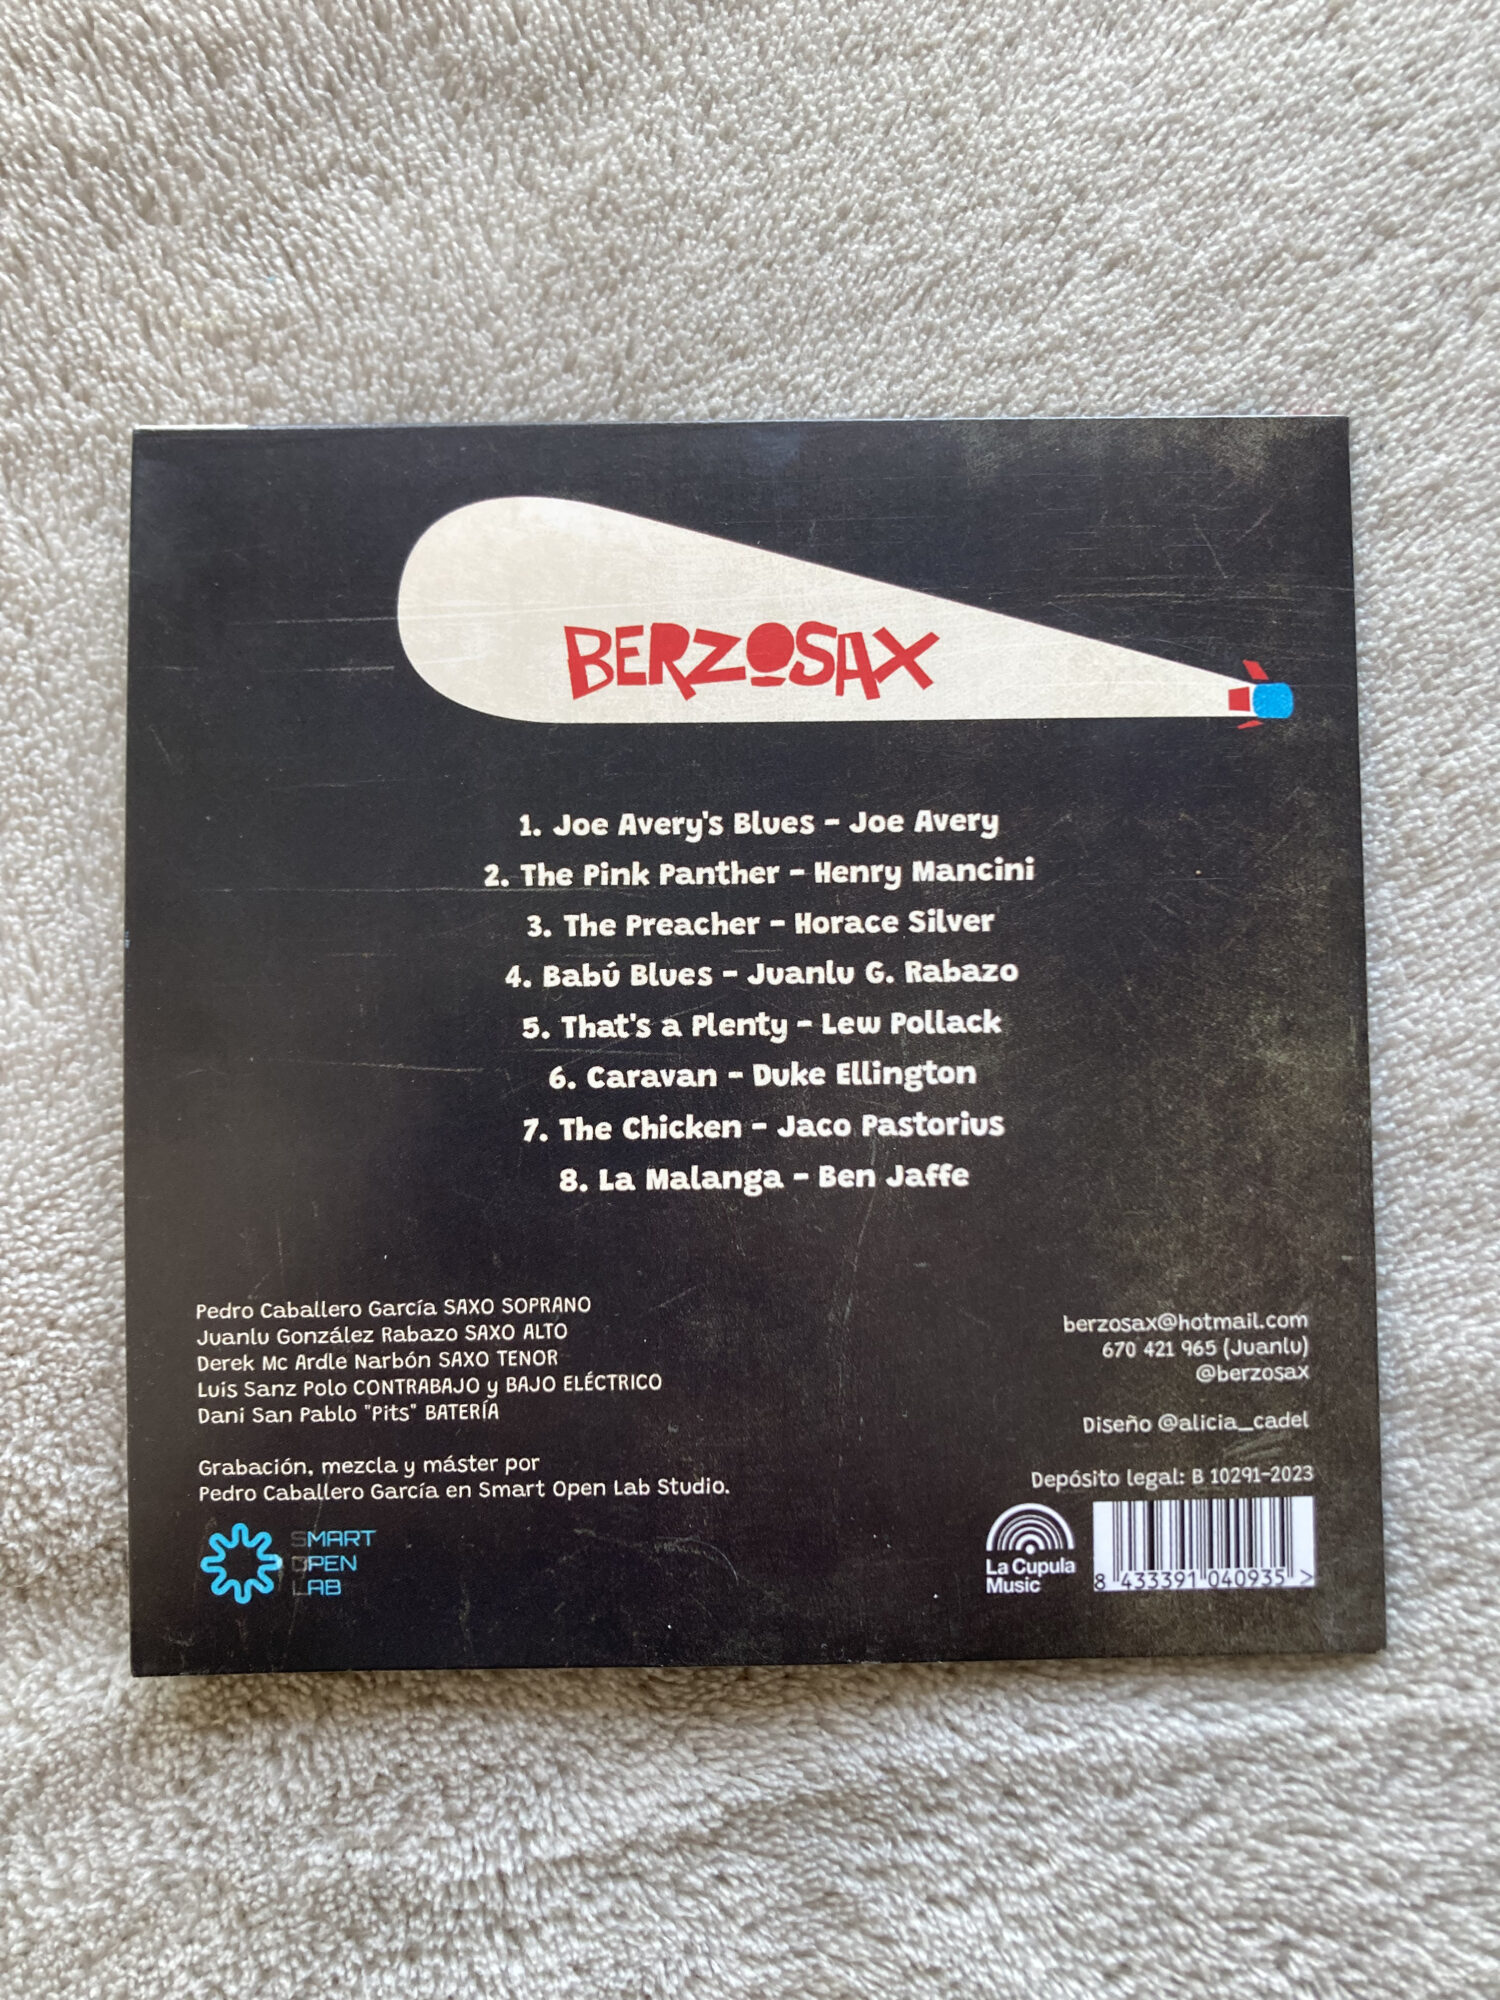 BERZOSAX
1. Joe Avery's Blues - Joe Avery
2. The Pink Panther - Henry Mancini
3. The Preacher - Horace Silver
4. Babú Blues - Juanlu G. Rabazo
5. That's a Plenty - Lew Pollack
6. Caravan - Duke Ellington
7. The Chicken - Jaco Pastorius
8. La Malanga - Ben Jaffe
Pedro Caballero García SAXO SOPRANO
Juanlu González Rabazo SAXO ALTO
Derek Mc Ardle Narbón SAXO TENOR
Luis Sanz Polo CONTRABAJO y BAJO ELÉCTRICO
Dani San Pablo "Pits" BATERÍA
Grabación, mezcla y máster por
Pedro Caballero García en Smart Open Lab Studio.
SMART
OPEN
LAB
berzosax@hotmail.com
670 421 965 (Juanlu)
@berzosax
Diseño @alicia_cadel
Depósito legal: B 10291-2023
La Cupula
Music
8 433391 040935 >